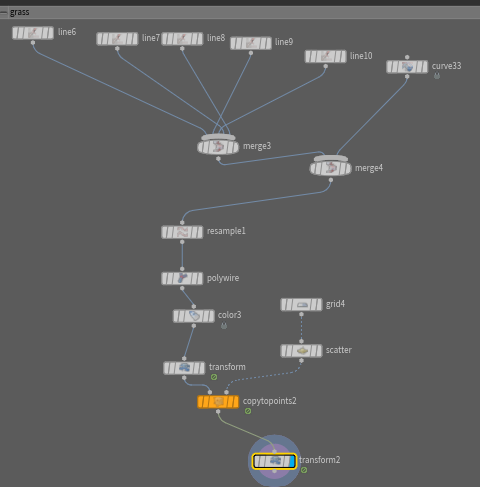 grass
line6
line7
line8
line9
line10
curve33
merge3
merge4
resample1
polywire
grid4
color3
scatter
transform
copytopoints2
transform2